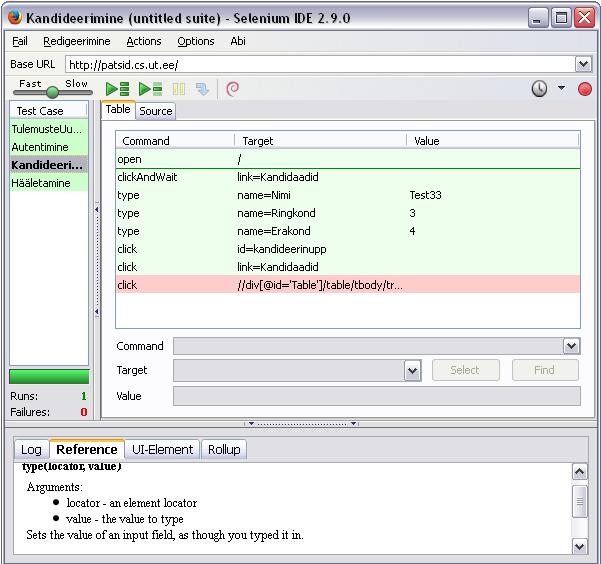 Kandideerimine (untitled suite) - Selenium IDE 2.9.0
Fail Redigeerimine Actions Options Abi
Base URL http://patsid.cs.ut.ee/
Fast Slow
Test Case
TulemusteUu...
Autentimine
Kandideeri...
Hääletamine
Table Source
Command Target Value
open /
clickAndWait link=Kandidaadid
type name=Nimi Test33
type name=Ringkond 3
type name=Erakond 4
click id=kandideerinupp
click link=Kandidaadid
click //div[@id='Table']/table/tbody/tr...
Command
Target Select Find
Value
Runs: 1
Failures: 0
Log Reference UI-Element Rollup
type(locator, value)
Arguments:
locator - an element locator
value - the value to type
Sets the value of an input field, as though you typed it in.